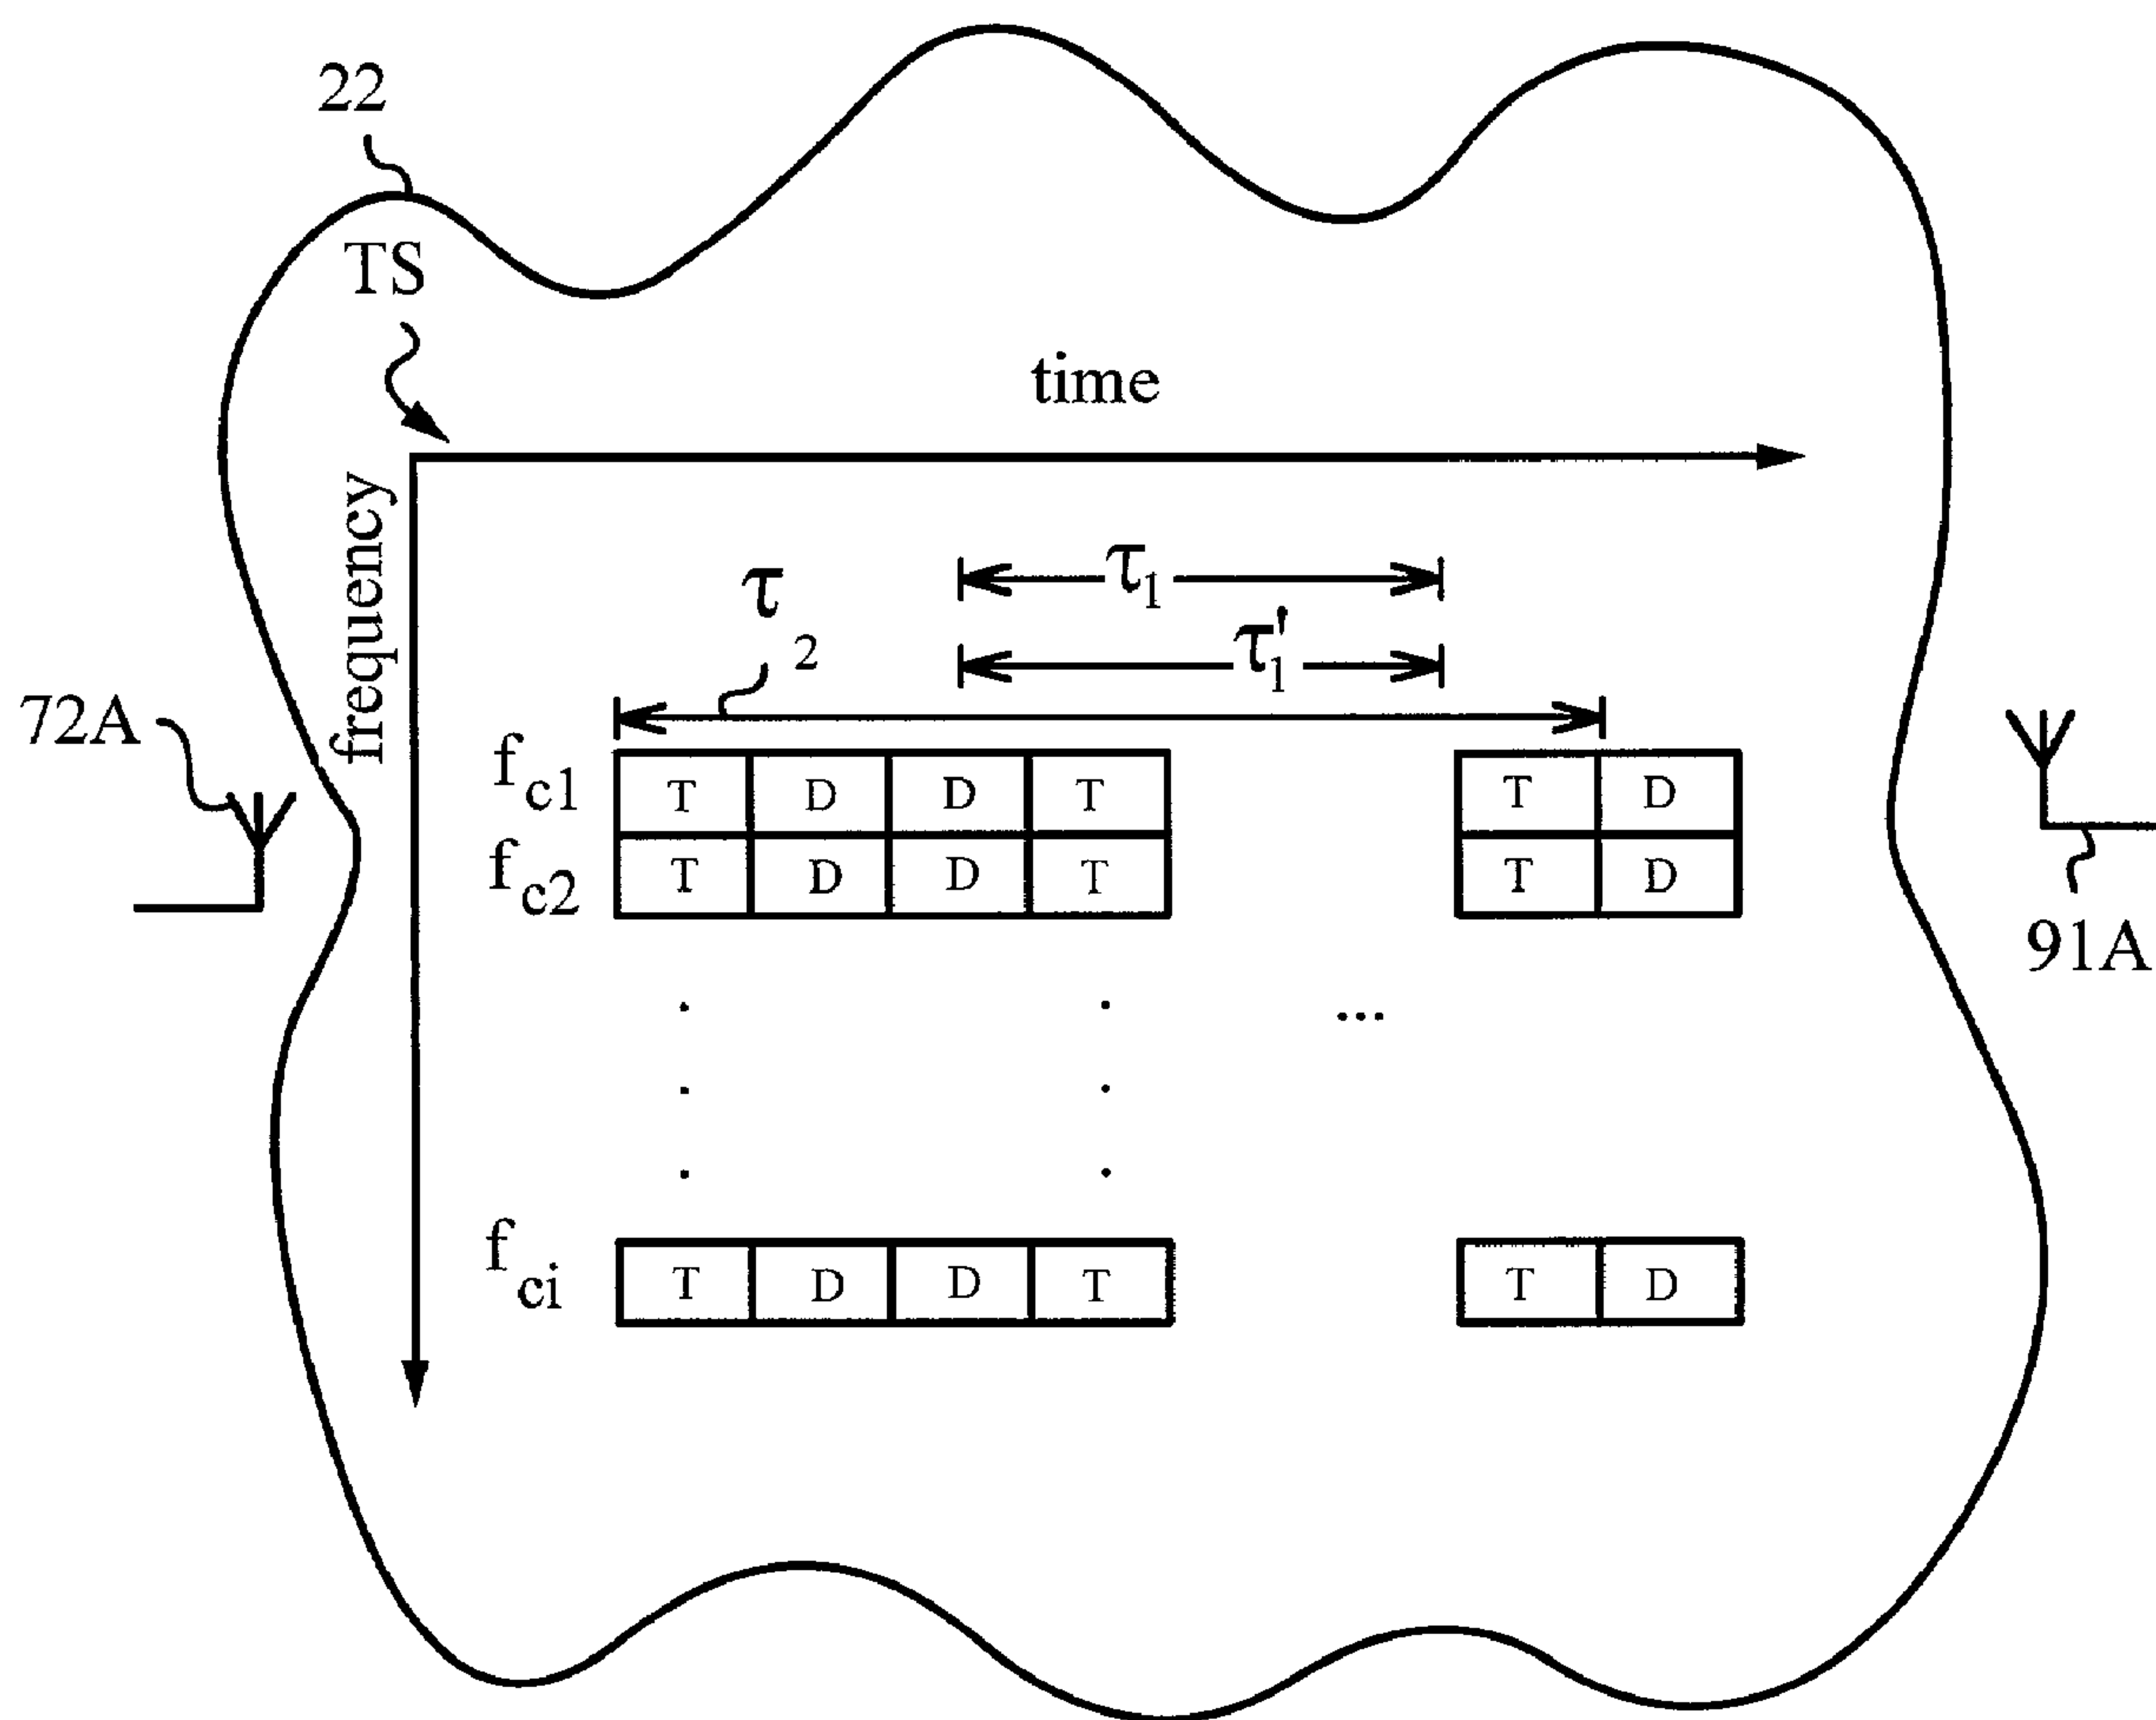 22
TS
time
frequency
τ1
τ2
τ'1
72A
fc1 T D D T T D
fc2 T D D T T D
91A
...
fci T D D T T D